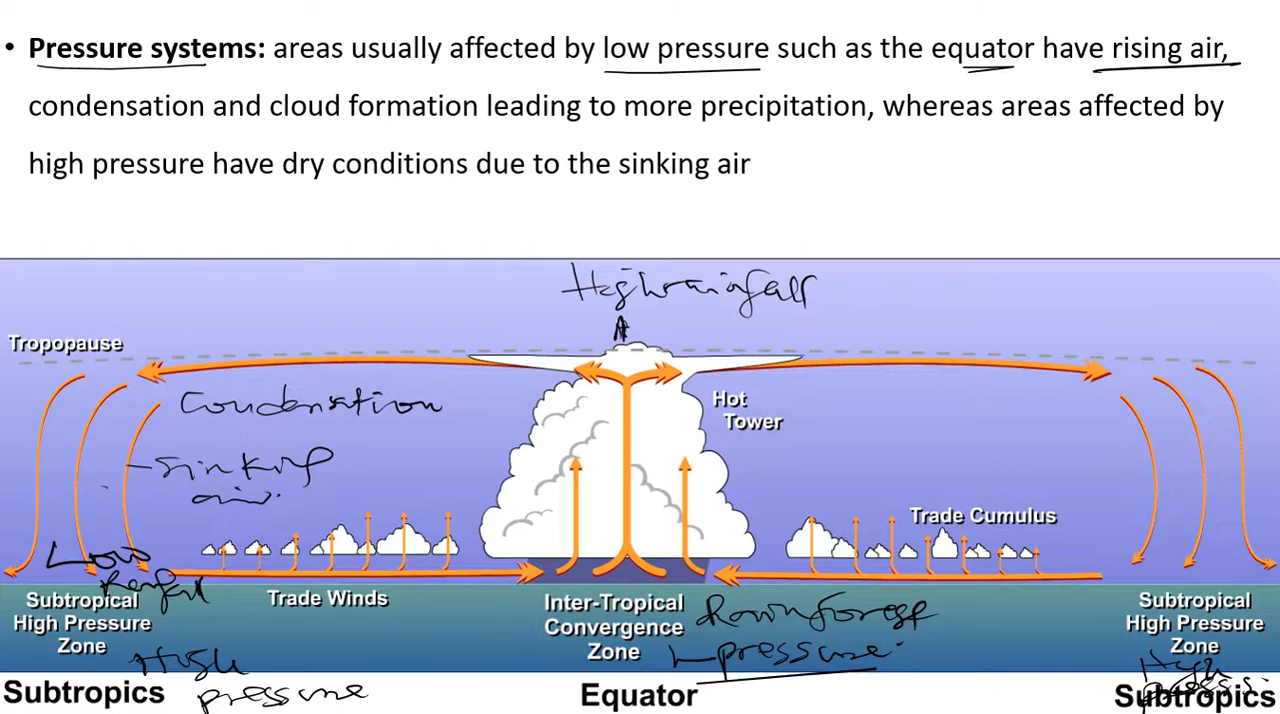 • Pressure systems: areas usually affected by low pressure such as the equator have rising air,
condensation and cloud formation leading to more precipitation, whereas areas affected by
high pressure have dry conditions due to the sinking air
High rainfall
Tropopause
Condensation
Hot
Tower
sinking
air.
Trade Cumulus
Low
Subtropical
High Pressure
Zone
Trade Winds
Inter-Tropical
Convergence
Zone
L-pressure
Subtropical
High Pressure
Zone
High
pressure
High
Subtropics
Equator
Subtropics